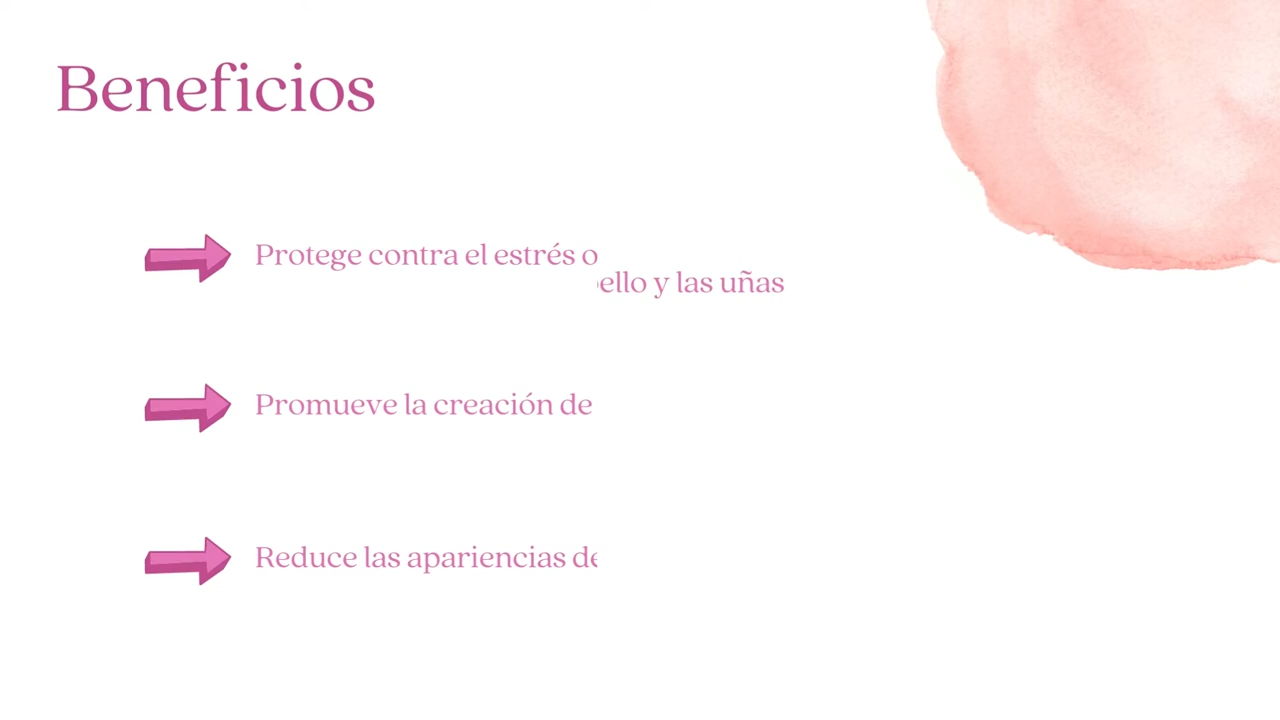 Beneficios
Protege contra el estrés o
ello y las uñas
Promueve la creación de
Reduce las apariencias de